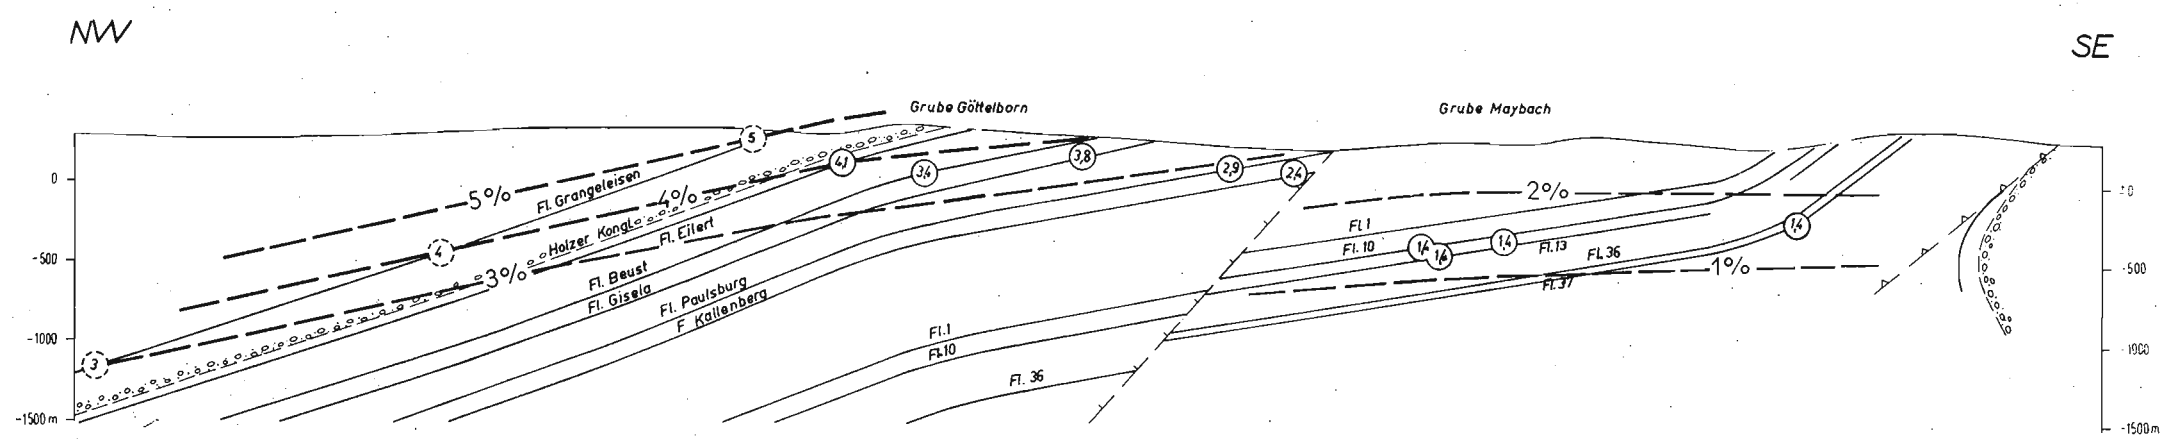 NW
SE
Grube Göttelborn
Grube Maybach
5
4,1
3,4
3,8
2,9
2,4
0
5%
Fl. Grangeleisen
4%
2%
±0
Holzer Kongl.
Fl. Eilert
Fl.1
Fl. 10
1,4
1,4
1,4
Fl.13
Fl. 36
1,4
4
-500
3%
Fl. Beust
Fl. Gisela
Fl. Paulsburg
F Kallenberg
1%
Fl.37
-500
3
-1000
Fl.1
Fl.10
Fl. 36
-1500 m
-1500m